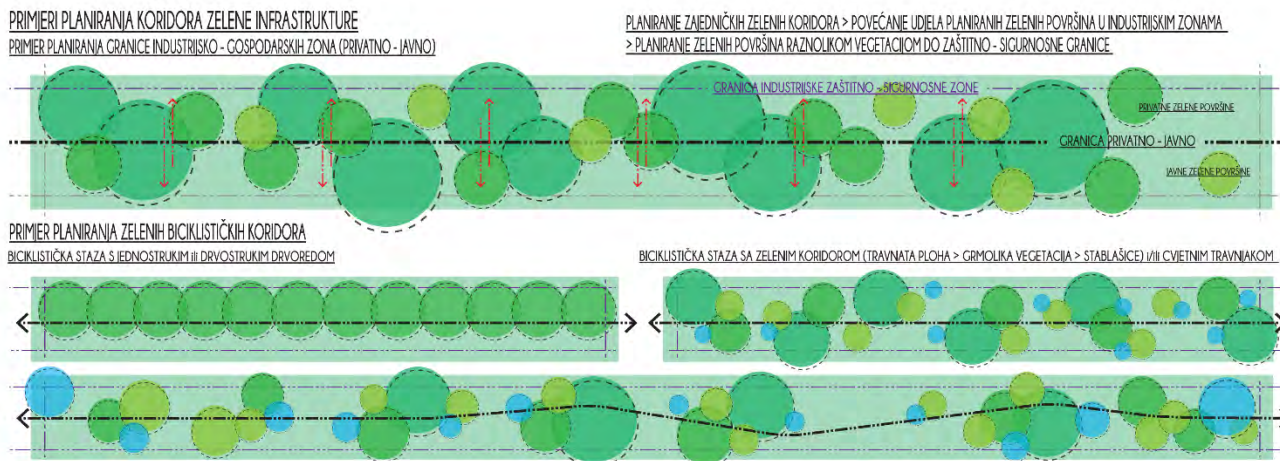 PRIMJERI PLANIRANJA KORIDORA ZELENE INFRASTRUKTURE
PRIMJER PLANIRANJA GRANICE INDUSTRIJSKO - GOSPODARSKIH ZONA (PRIVATNO - JAVNO)
PLANIRANJE ZAJEDNIČKIH ZELENIH KORIDORA > POVEĆANJE UDJELA PLANIRANIH ZELENIH POVRŠINA U INDUSTRIJSKIM ZONAMA
> PLANIRANJE ZELENIH POVRŠINA RAZNOLIKOM VEGETACIJOM DO ZAŠTITNO - SIGURNOSNE GRANICE
GRANICA INDUSTRIJSKE ZAŠTITNO - SIGURNOSNE ZONE
PRIVATNE ZELENE POVRŠINE
GRANICA PRIVATNO - JAVNO
JAVNE ZELENE POVRŠINE
PRIMJER PLANIRANJA ZELENIH BICIKLISTIČKIH KORIDORA
BICIKLISTIČKA STAZA S JEDNOSTRUKIM ili DRVOSTRUKIM DRVOREDOM
BICIKLISTIČKA STAZA SA ZELENIM KORIDOROM (TRAVNATA PLOHA > GRMOLIKA VEGETACIJA > STABLAŠICE) i/ili CVJETNIM TRAVNJAKOM